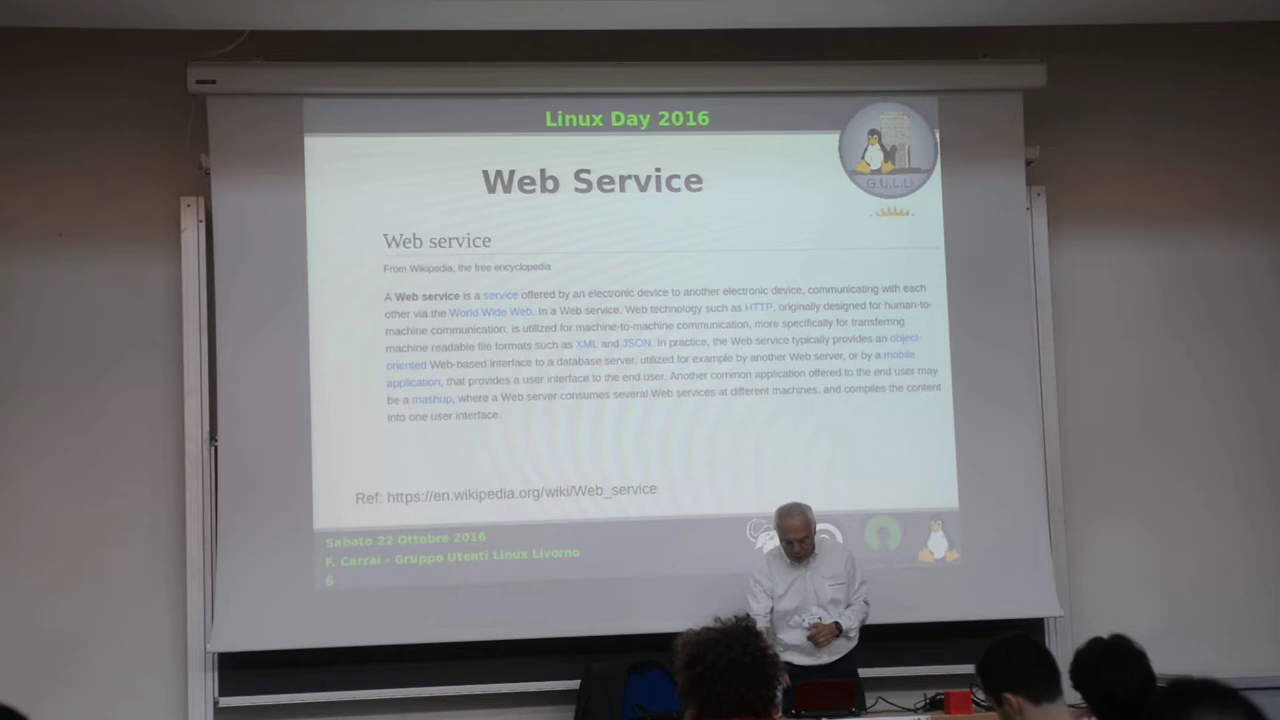 Linux Day 2016
G.U.L.LI
Web Service
Web service
From Wikipedia, the free encyclopedia
A Web service is a service offered by an electronic device to another electronic device, communicating with each
other via the World Wide Web. In a Web service, Web technology such as HTTP, originally designed for human-to-
machine communication, is utilized for machine-to-machine communication, more specifically for transferring
machine readable file formats such as XML and JSON. In practice, the Web service typically provides an object-
oriented Web-based interface to a database server, utilized for example by another Web server, or by a mobile
application, that provides a user interface to the end user. Another common application offered to the end user may
be a mashup, where a Web server consumes several Web services at different machines, and compiles the content
into one user interface.
Ref: https://en.wikipedia.org/wiki/Web_service
Sabato 22 Ottobre 2016
F. Carrai - Gruppo Utenti Linux Livorno
6